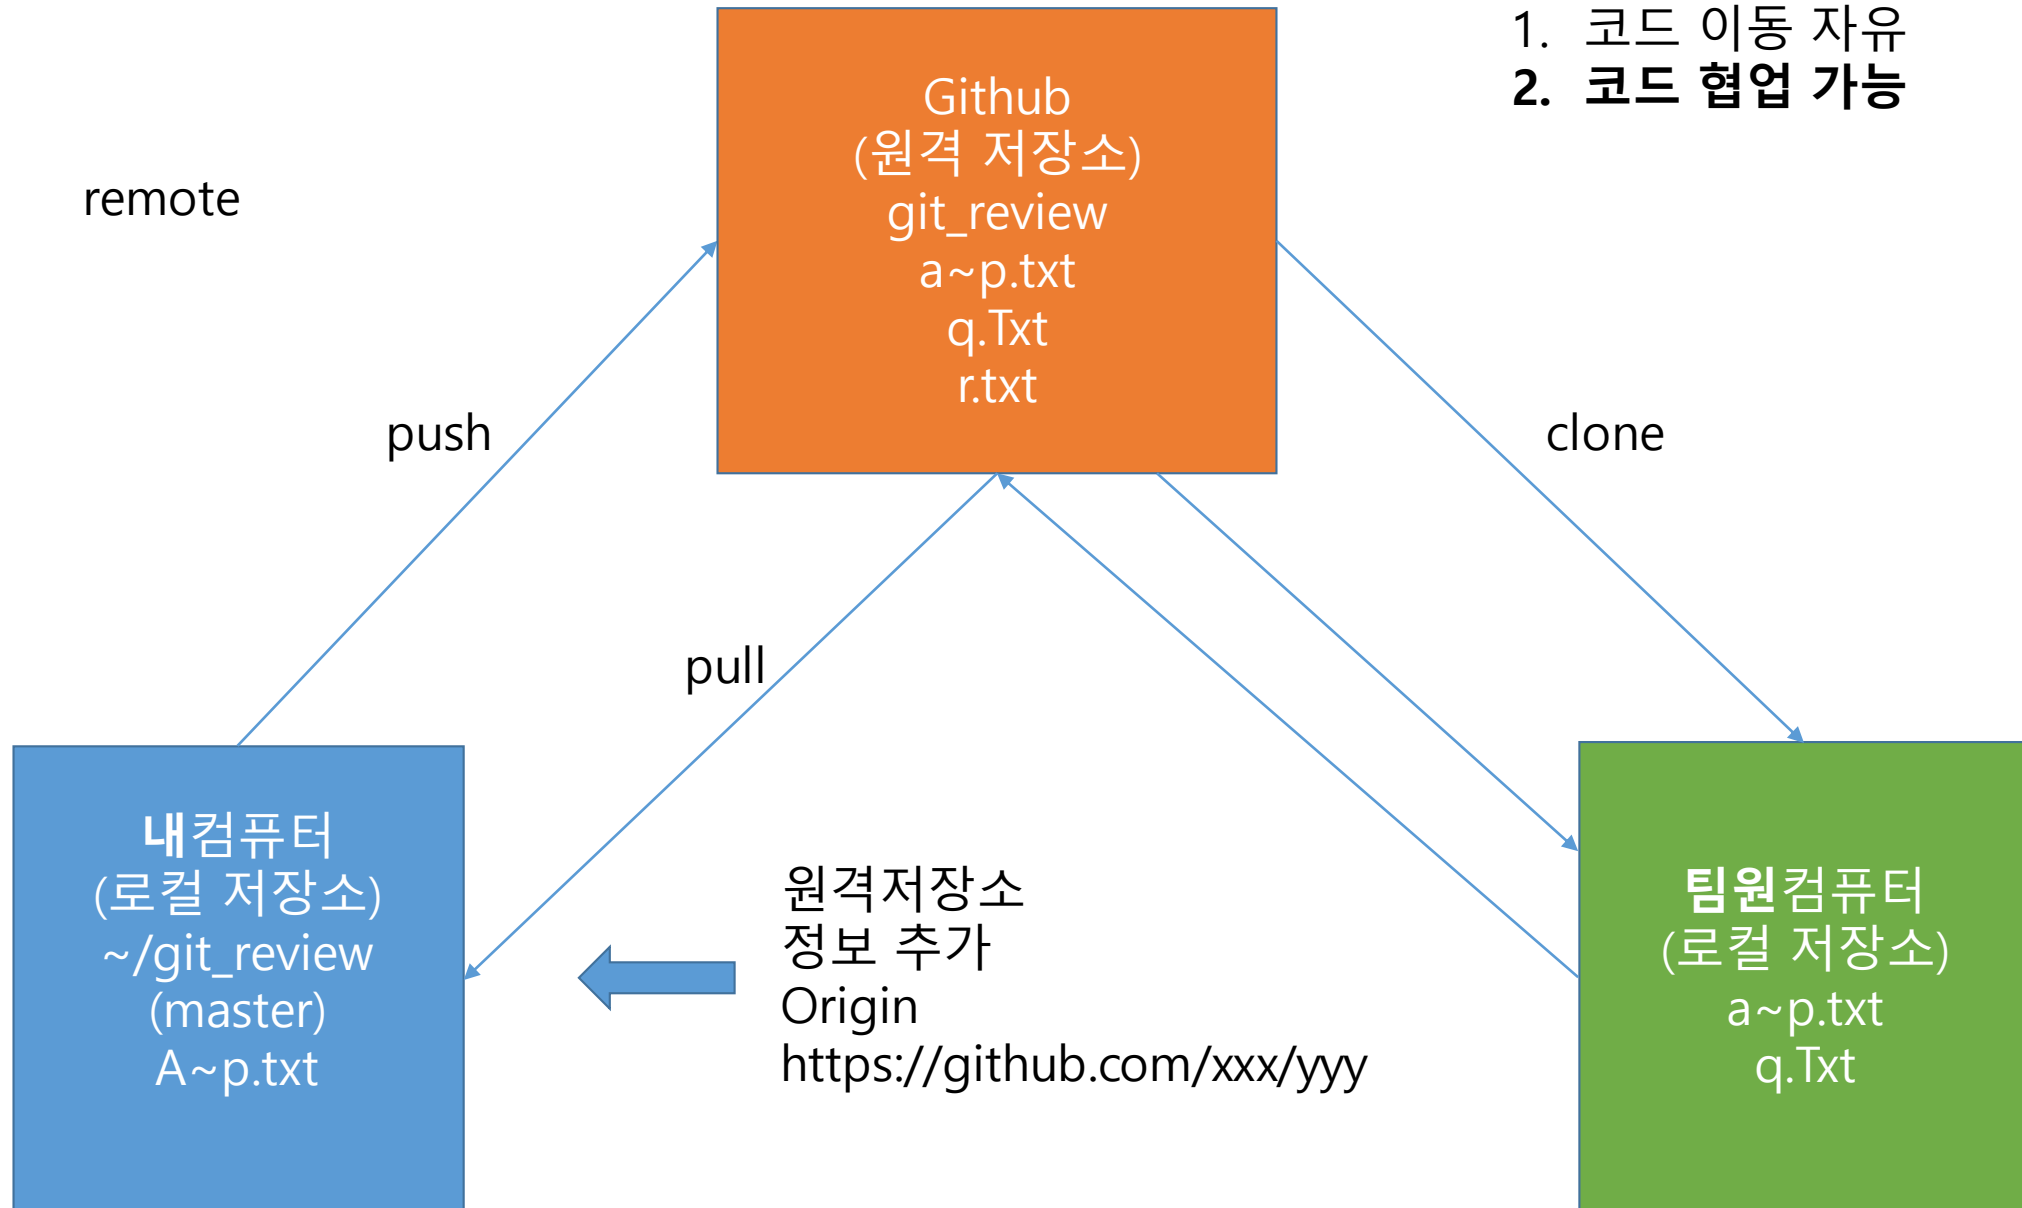 1. 코드 이동 자유
2. 코드 협업 가능
Github
(원격 저장소)
git_review
a~p.txt
q.Txt
r.txt
remote
push
clone
pull
내컴퓨터
(로컬 저장소)
~/git_review
(master)
A~p.txt
원격저장소
정보 추가
Origin
https://github.com/xxx/yyy
팀원컴퓨터
(로컬 저장소)
a~p.txt
q.Txt